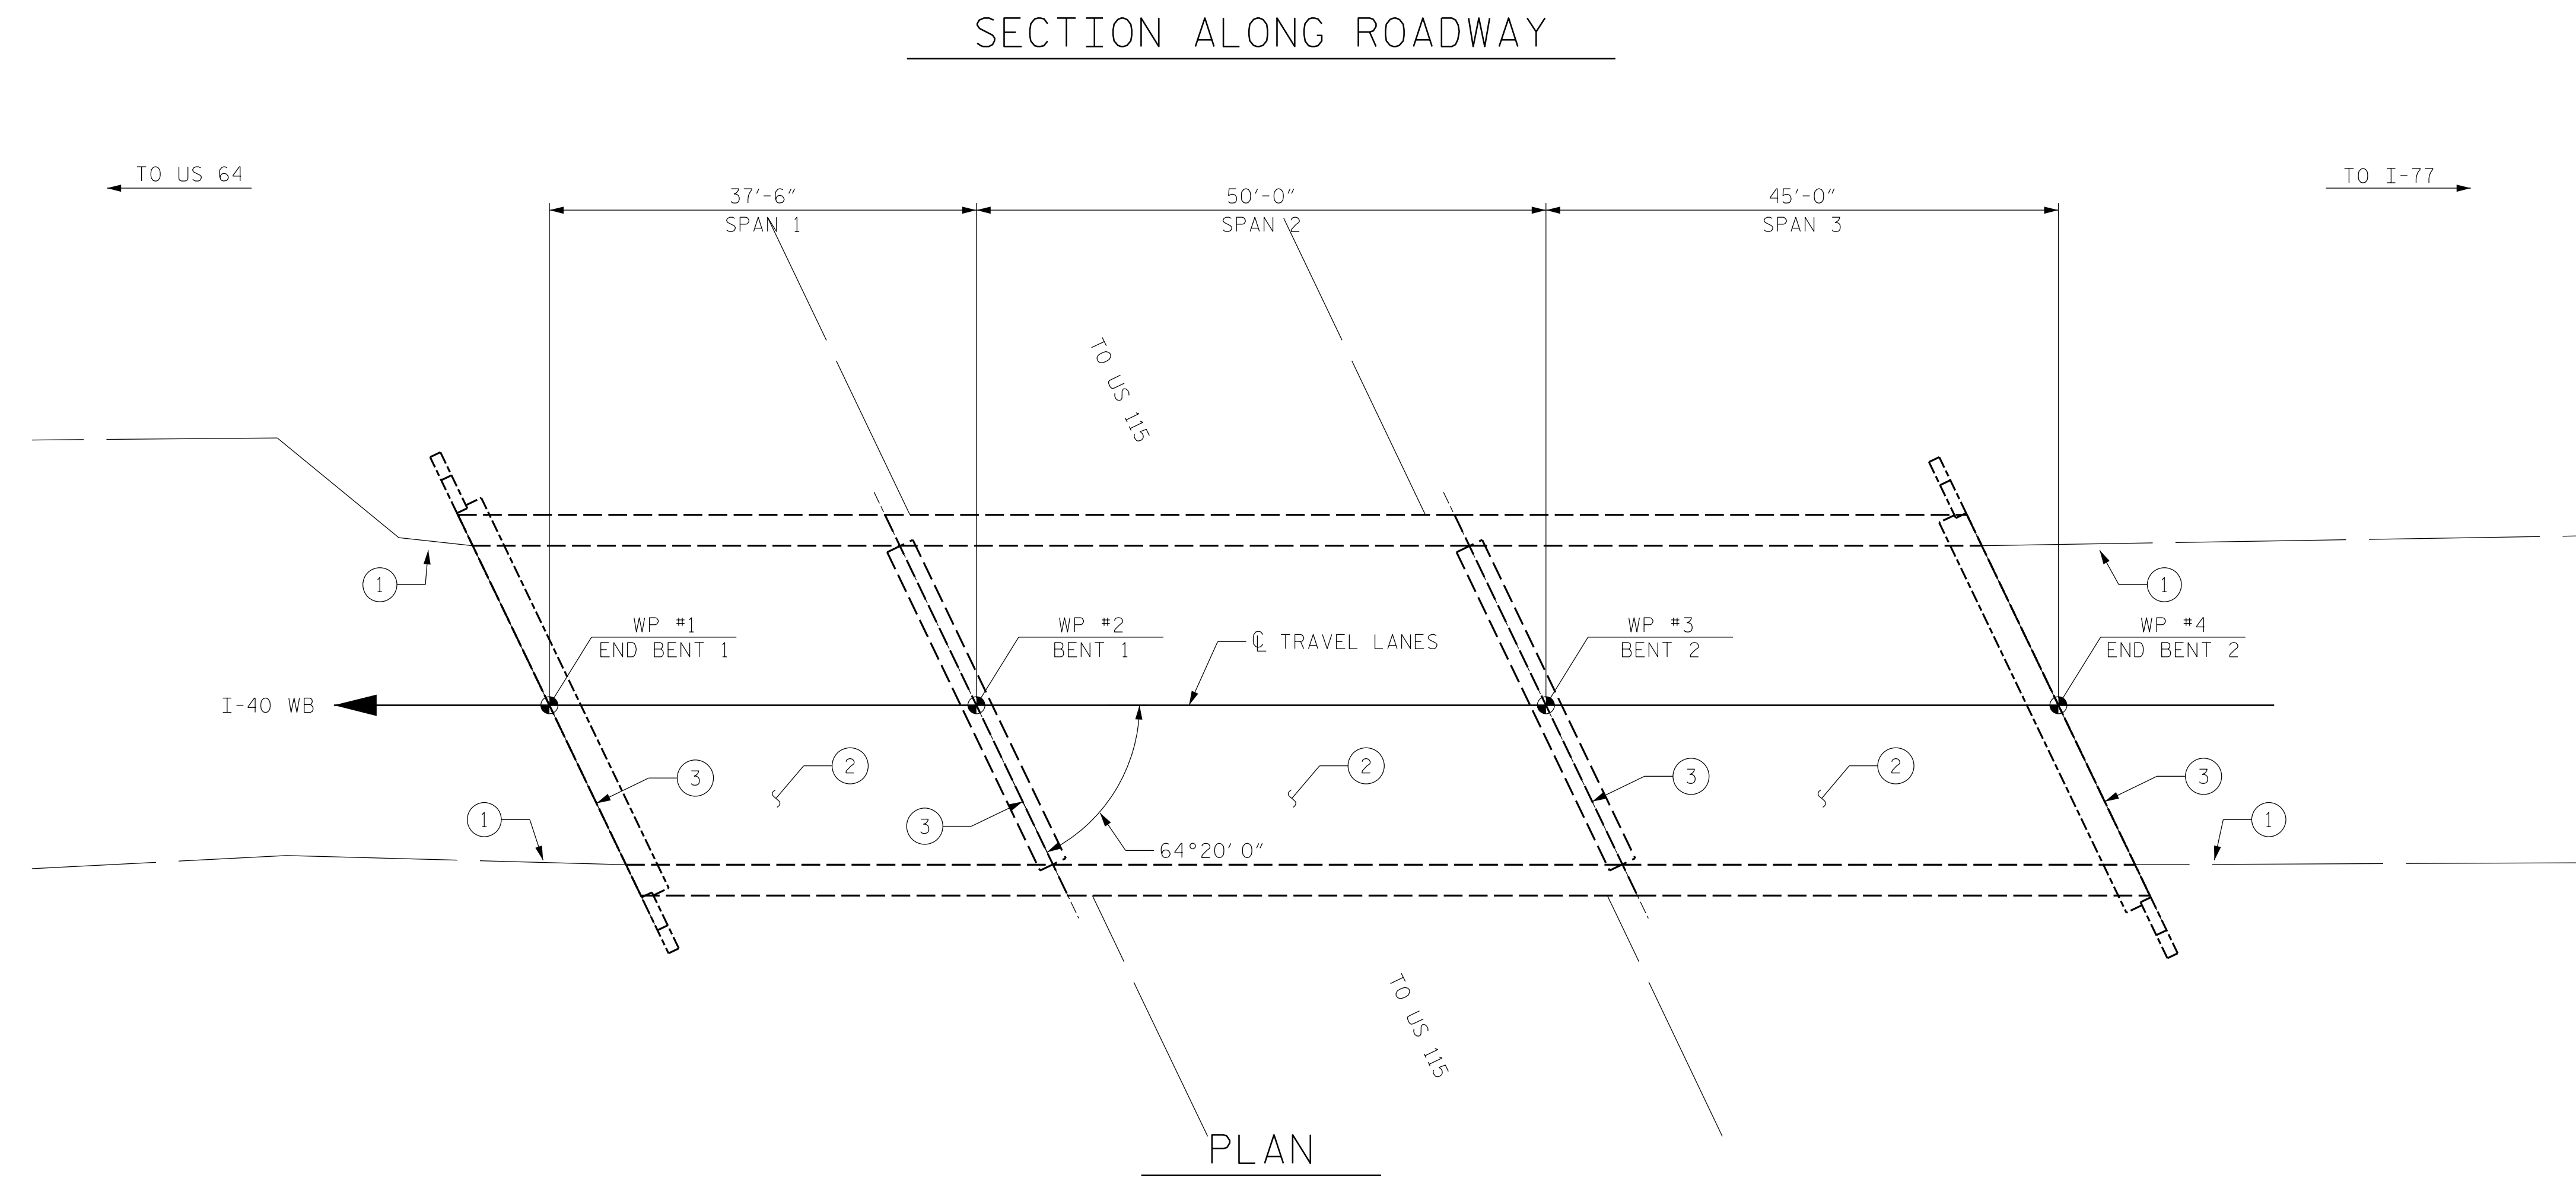 SECTION ALONG ROADWAY
TO US 64
TO I-77
37'-6"
SPAN 1
50'-0"
SPAN 2
45'-0"
SPAN 3
TO US 115
1
1
WP #1
END BENT 1
WP #2
BENT 1
℄ TRAVEL LANES
WP #3
BENT 2
WP #4
END BENT 2
I-40 WB
3
2
2
3
2
3
1
3
1
64°20'0"
TO US 115
PLAN